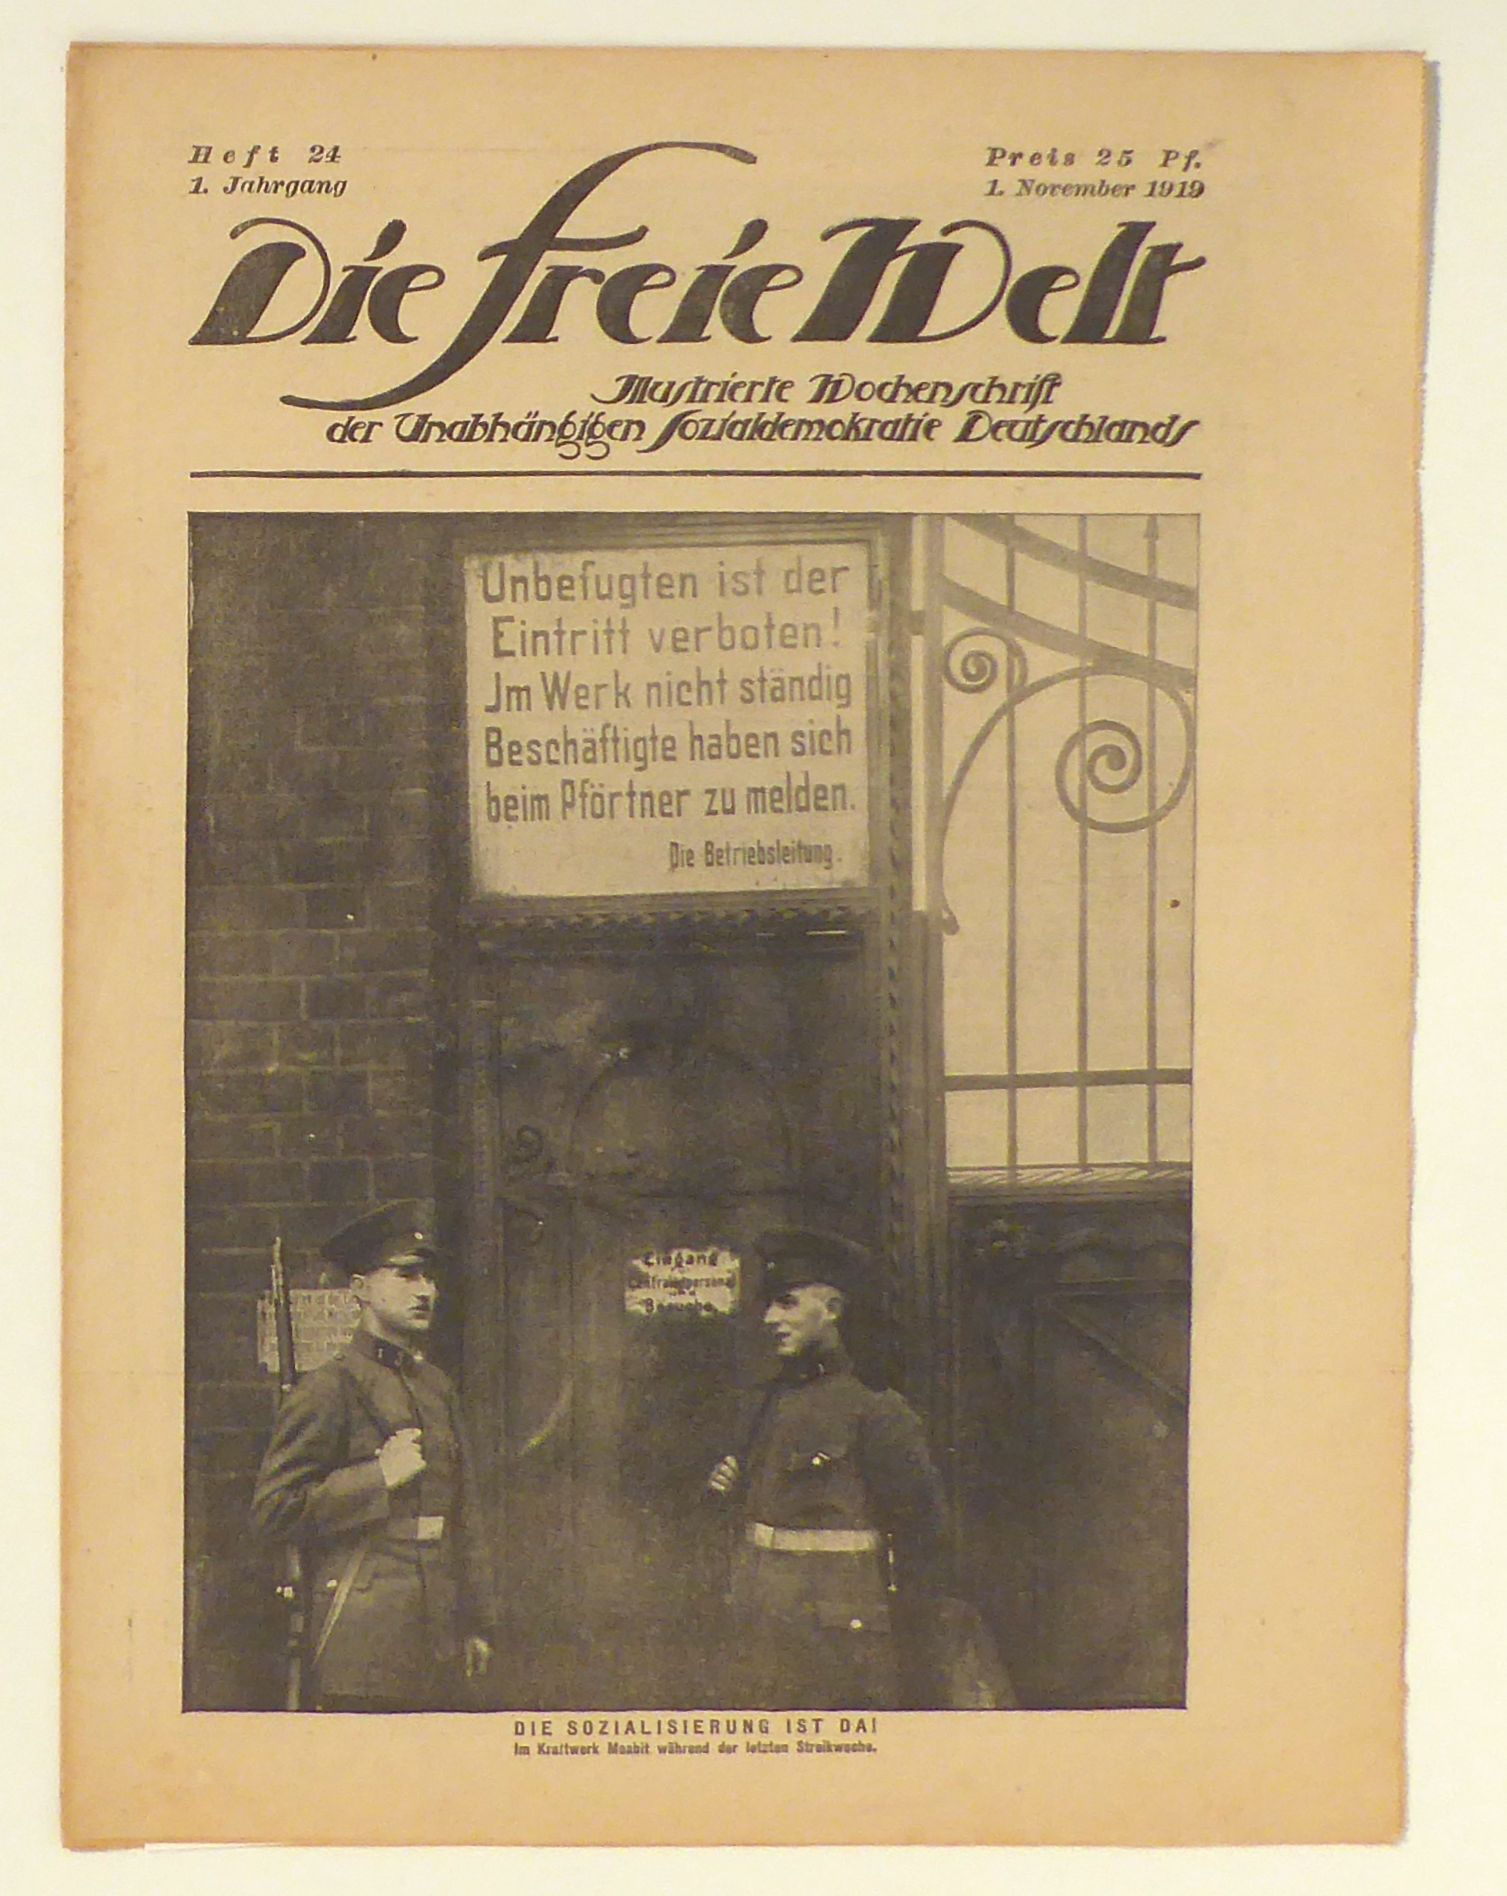 Heft 24
1. Jahrgang
Preis 25 Pf.
1. November 1919
Die freie Welt
Illustrierte Wochenschrift
der Unabhängigen Sozialdemokratie Deutschlands
Unbefugten ist der
Eintritt verboten!
Im Werk nicht ständig
Beschäftigte haben sich
beim Pförtner zu melden.
Die Betriebsleitung.
Eingang
DIE SOZIALISIERUNG IST DA!
Im Kraftwerk Moabit während der letzten Streikwoche.